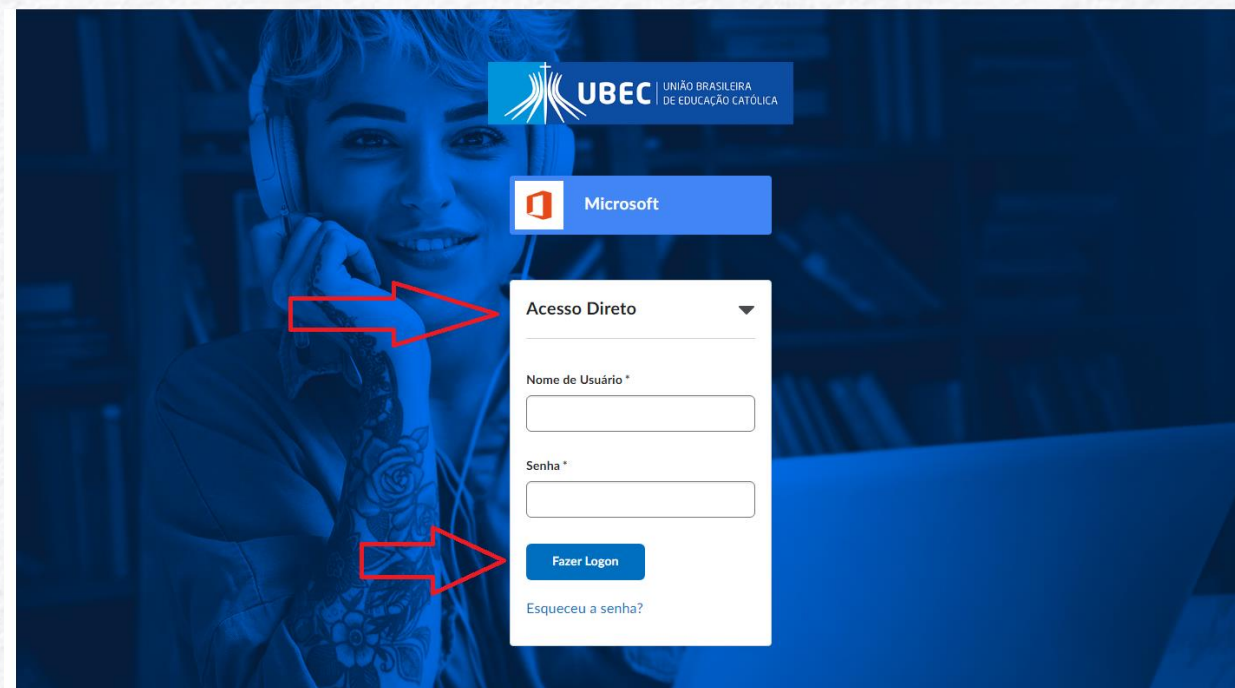 UBEC
UNIÃO BRASILEIRA
DE EDUCAÇÃO CATÓLICA
Microsoft
Acesso Direto
Nome de Usuário *
Senha *
Fazer Logon
Esqueceu a senha?